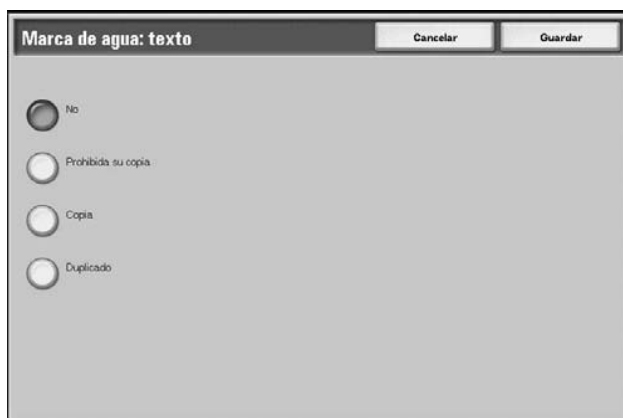 Marca de agua: texto
Cancelar
Guardar
No
Prohibida su copia
Copia
Duplicado